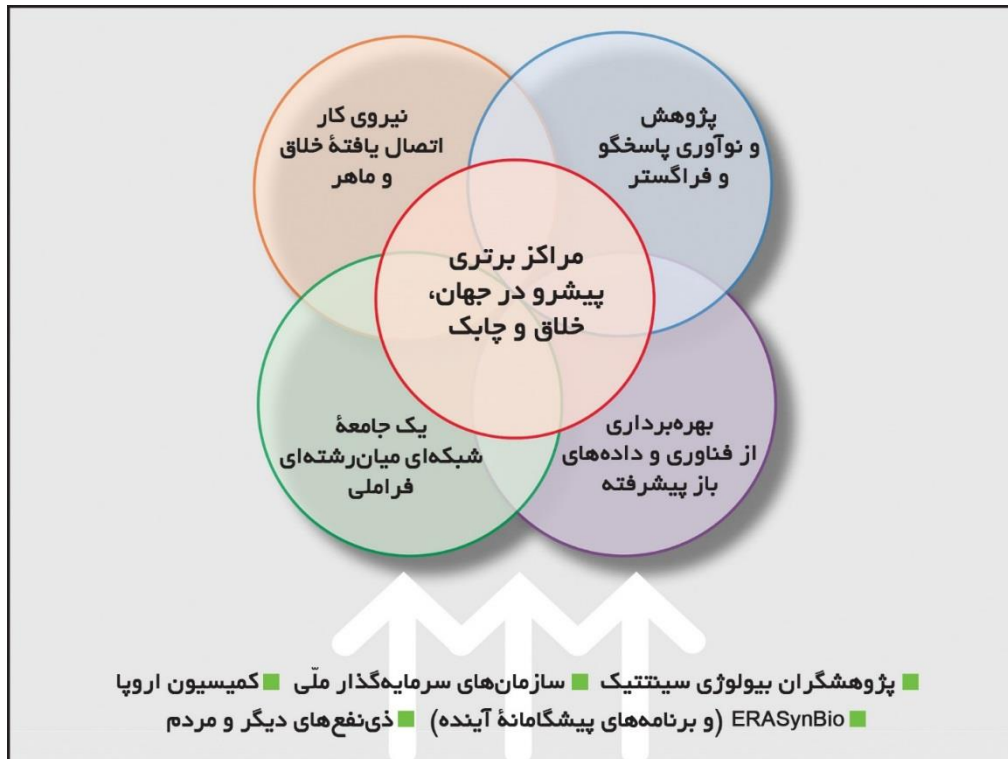 پژوهش
و نوآوری پاسخگو
و فراگستر
نیروی کار
اتصال یافتهٔ خلاق
و ماهر
مراکز برتری
پیشرو در جهان،
خلاق و چابک
بهره‌برداری
از فناوری و داده‌های
باز پیشرفته
یک جامعهٔ
شبکه‌ای میان‌رشته‌ای
فراملی
پژوهشگران بیولوژی سینتتیک سازمان‌های سرمایه‌گذار ملّی کمیسیون اروپا
ERASynBio (و برنامه‌های پیشگامانهٔ آینده) ذی‌نفع‌های دیگر و مردم